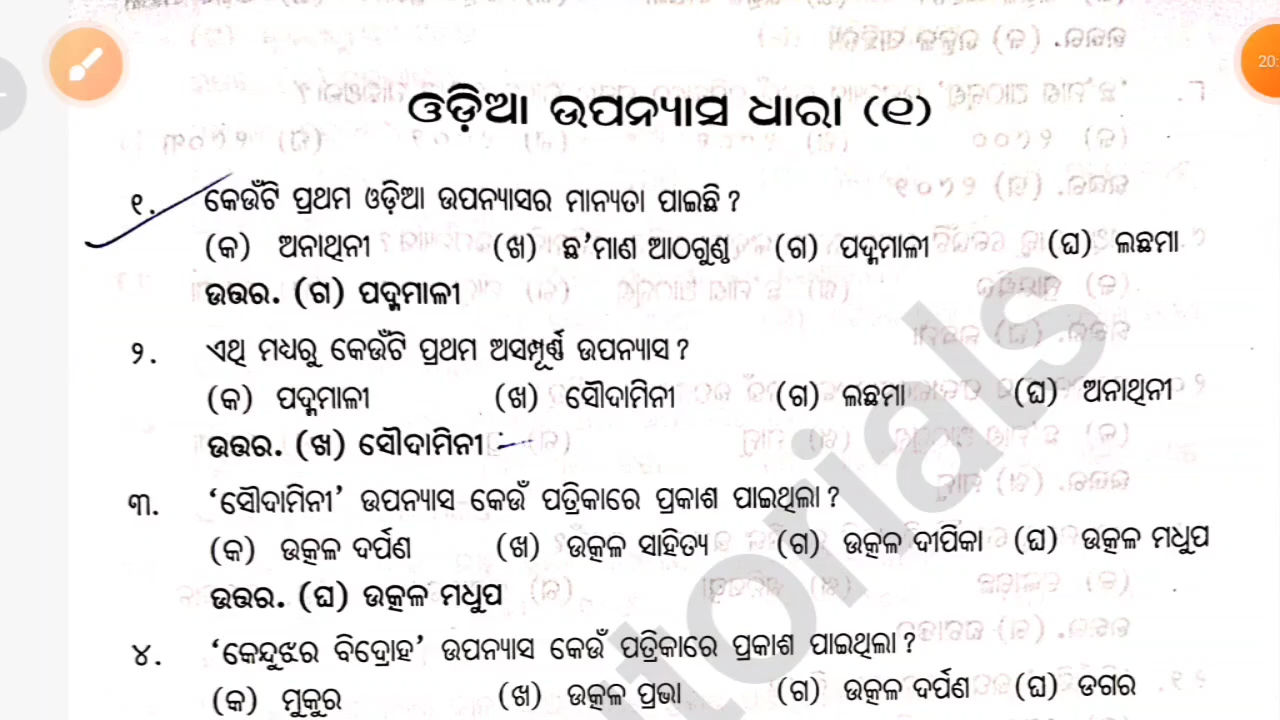 ଓଡ଼ିଆ ଉପନ୍ୟାସ ଧାରା (୧)
୧. କେଉଁଟି ପ୍ରଥମ ଓଡ଼ିଆ ଉପନ୍ୟାସର ମାନ୍ୟତା ପାଇଛି ?
(କ) ଅନାଥିନୀ (ଖ) ଛ'ମାଣ ଆଠଗୁଣ୍ଠ (ଗ) ପଦ୍ମମାଳୀ (ଘ) ଲଛମା
ଉତ୍ତର. (ଗ) ପଦ୍ମମାଳୀ
୨. ଏଥି ମଧ୍ୟରୁ କେଉଁଟି ପ୍ରଥମ ଅସମ୍ପୂର୍ଣ୍ଣ ଉପନ୍ୟାସ ?
(କ) ପଦ୍ମମାଳୀ (ଖ) ସୌଦାମିନୀ (ଗ) ଲଛମା (ଘ) ଅନାଥିନୀ
ଉତ୍ତର. (ଖ) ସୌଦାମିନୀ
୩. 'ସୌଦାମିନୀ' ଉପନ୍ୟାସ କେଉଁ ପତ୍ରିକାରେ ପ୍ରକାଶ ପାଇଥିଲା ?
(କ) ଉତ୍କଳ ଦର୍ପଣ (ଖ) ଉତ୍କଳ ସାହିତ୍ୟ (ଗ) ଉତ୍କଳ ଦୀପିକା (ଘ) ଉତ୍କଳ ମଧୁପ
ଉତ୍ତର. (ଘ) ଉତ୍କଳ ମଧୁପ
୪. 'କେନ୍ଦୁଝର ବିଦ୍ରୋହ' ଉପନ୍ୟାସ କେଉଁ ପତ୍ରିକାରେ ପ୍ରକାଶ ପାଇଥିଲା ?
(କ) ମୁକୁର (ଖ) ଉତ୍କଳ ପ୍ରଭା (ଗ) ଉତ୍କଳ ଦର୍ପଣ (ଘ) ଡଗର
20: